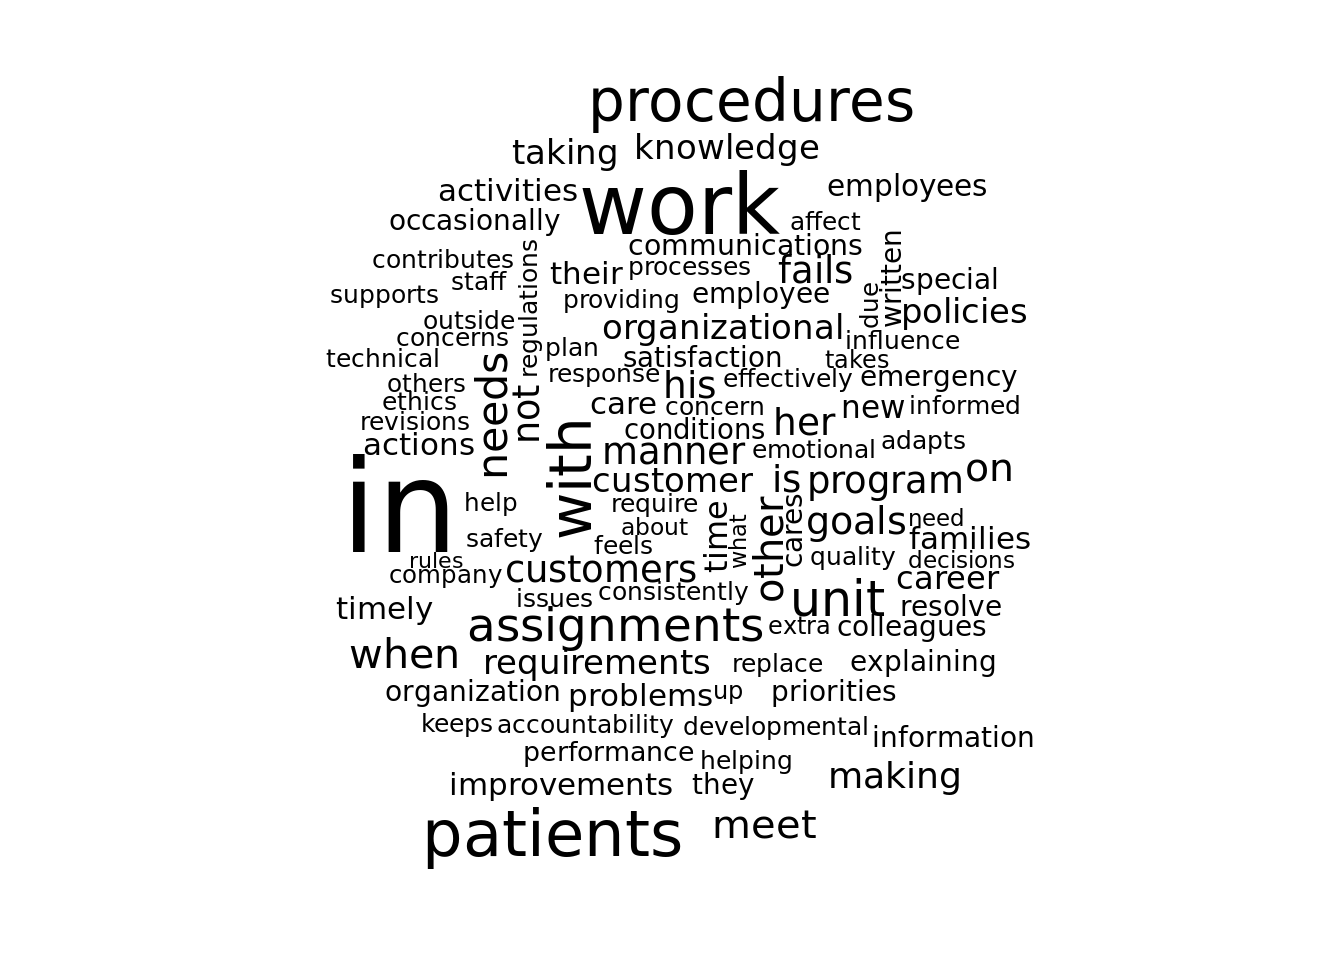 procedures
taking knowledge
activities work employees
occasionally affect
communications
contributes regulations their processes fails written
supports staff providing employee due special
outside organizational policies
concerns plan influence
technical satisfaction takes
others needs response his effectively emergency
ethics not care concern new informed
revisions conditions her
actions with manner emotional adapts
in customer is program on
help require time what other cares goals need
safety about families
rules feels quality decisions
company customers career
timely issues consistently unit resolve
assignments extra colleagues
when requirements replace explaining
organization problems up priorities
keeps accountability developmental information
performance helping
improvements they making
patients meet